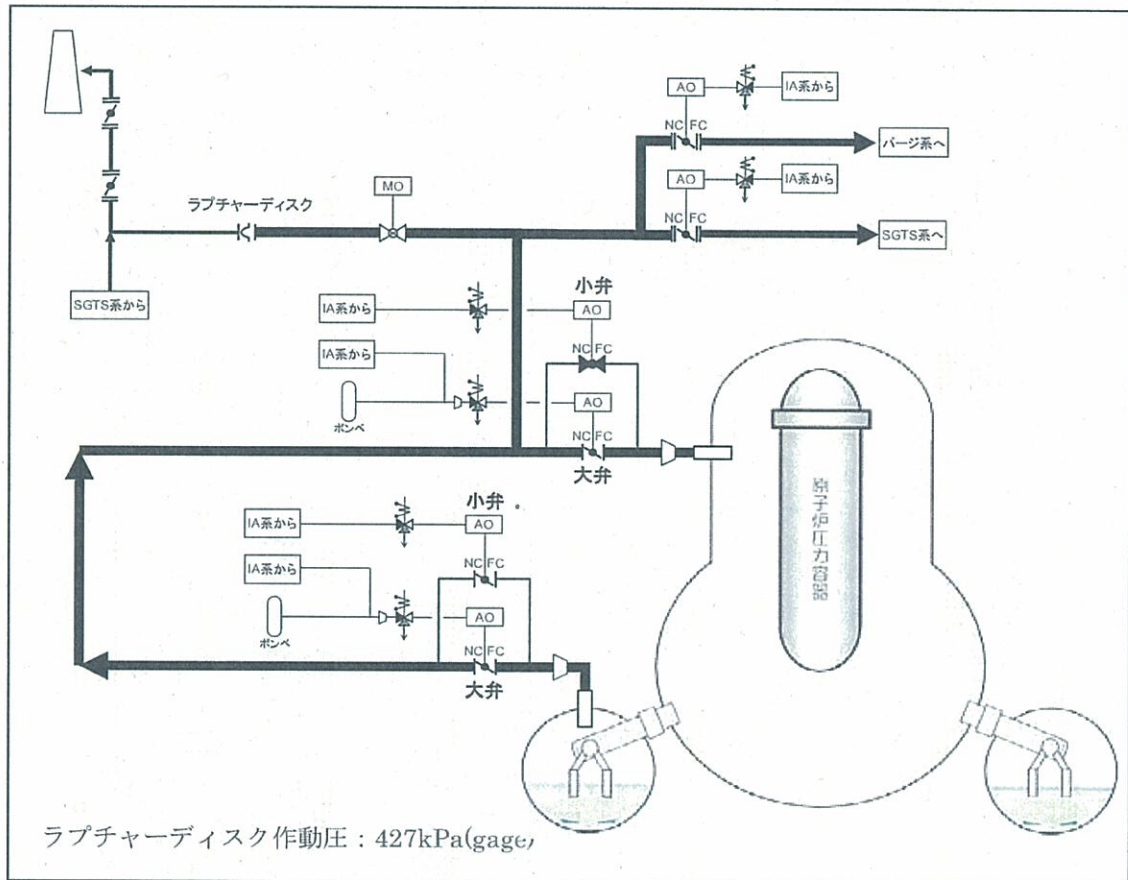 AO
IA系から
NC FC
パージ系へ
MO
AO
IA系から
ラプチャーディスク
NC FC
SGTS系へ
SGTS系から
小弁
IA系から
AO
IA系から
NC FC
AO
ボンベ
NC FC
大弁
小弁
IA系から
AO
IA系から
NC FC
AO
ボンベ
NC FC
大弁
原子炉圧力容器
ラプチャーディスク作動圧：427kPa(gage)